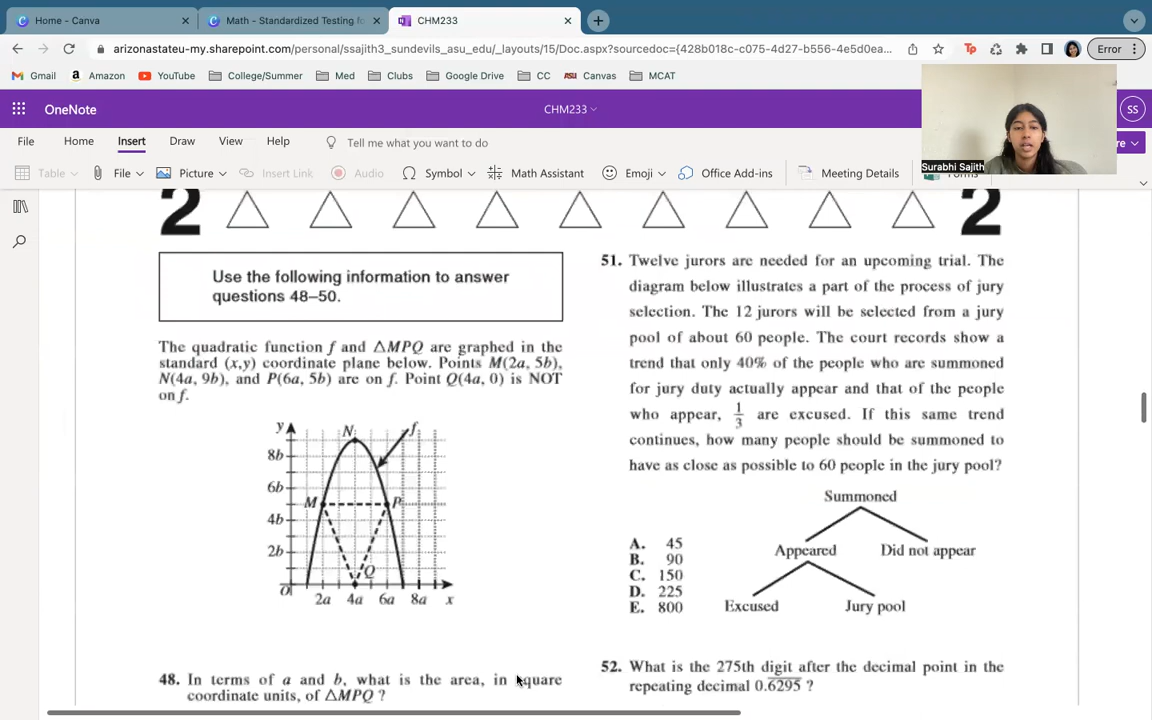 Home - Canva
Math - Standardized Testing fo
CHM233
arizonastateu-my.sharepoint.com/personal/ssajith3_sundevils_asu_edu/_layouts/15/Doc.aspx?sourcedoc={428b018c-c075-4d27-b556-4e5d0ea...
Error
Gmail
Amazon
YouTube
College/Summer
Med
Clubs
Google Drive
CC
Canvas
MCAT
OneNote
CHM233
SS
File
Home
Insert
Draw
View
Help
Tell me what you want to do
Surabhi Sajith
Table
File
Picture
Insert Link
Audio
Symbol
Math Assistant
Emoji
Office Add-ins
Meeting Details
2
2
Use the following information to answer
questions 48–50.
The quadratic function f and △MPQ are graphed in the
standard (x,y) coordinate plane below. Points M(2a, 5b),
N(4a, 9b), and P(6a, 5b) are on f. Point Q(4a, 0) is NOT
on f.
y
N
f
8b
6b
M
P
4b
2b
Q
O
2a 4a 6a 8a x
48. In terms of a and b, what is the area, in square
coordinate units, of △MPQ ?
51. Twelve jurors are needed for an upcoming trial. The
diagram below illustrates a part of the process of jury
selection. The 12 jurors will be selected from a jury
pool of about 60 people. The court records show a
trend that only 40% of the people who are summoned
for jury duty actually appear and that of the people
who appear, 1/3 are excused. If this same trend
continues, how many people should be summoned to
have as close as possible to 60 people in the jury pool?
Summoned
Appeared
Did not appear
Excused
Jury pool
A. 45
B. 90
C. 150
D. 225
E. 800
52. What is the 275th digit after the decimal point in the
repeating decimal 0.6̅2̅9̅5̅ ?